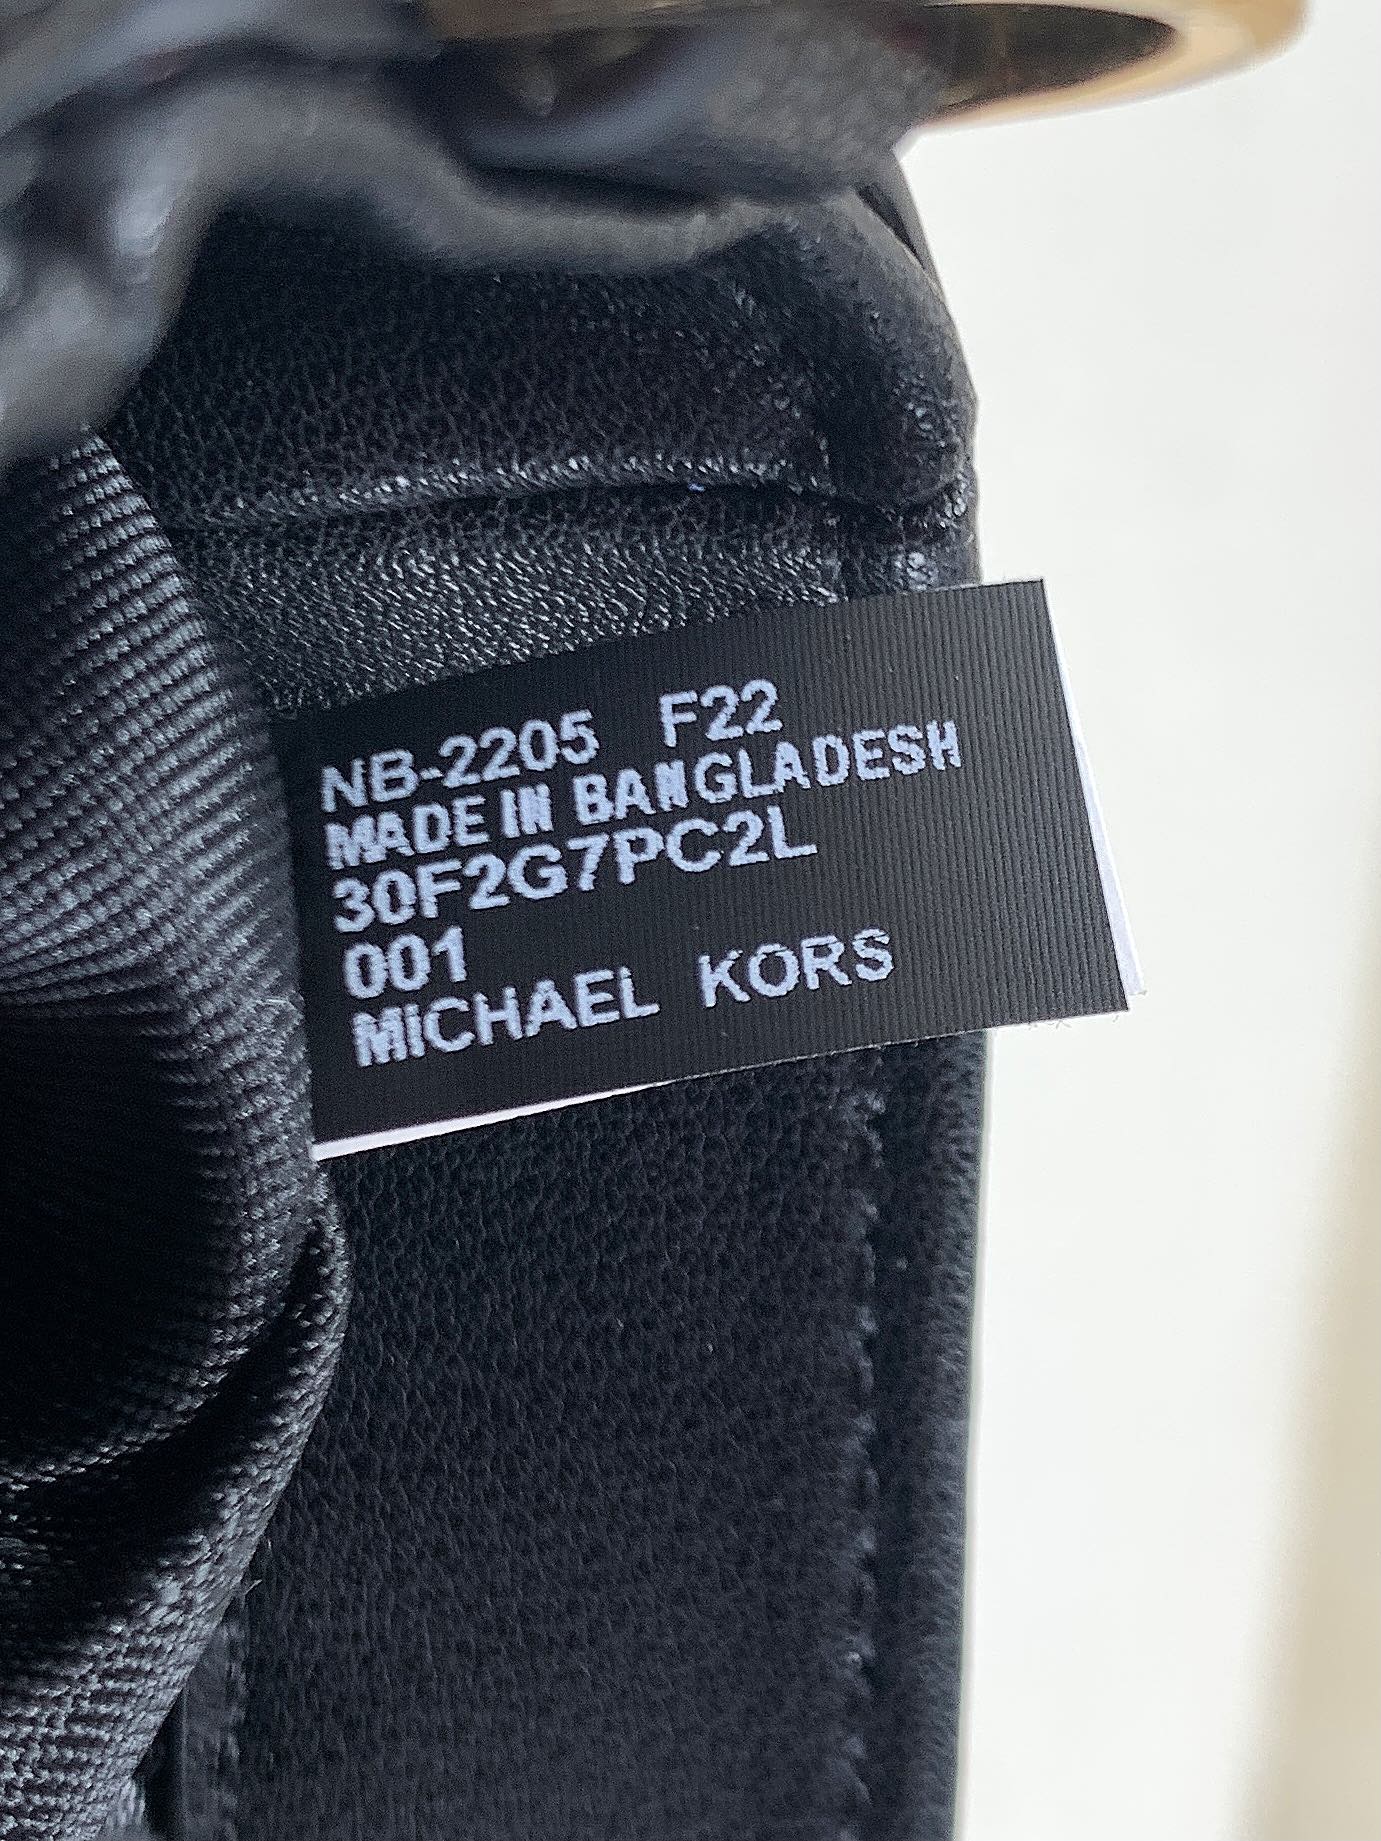 NB-2205 F22
MADE IN BANGLADESH
30F2G7PC2L
001
MICHAEL KORS